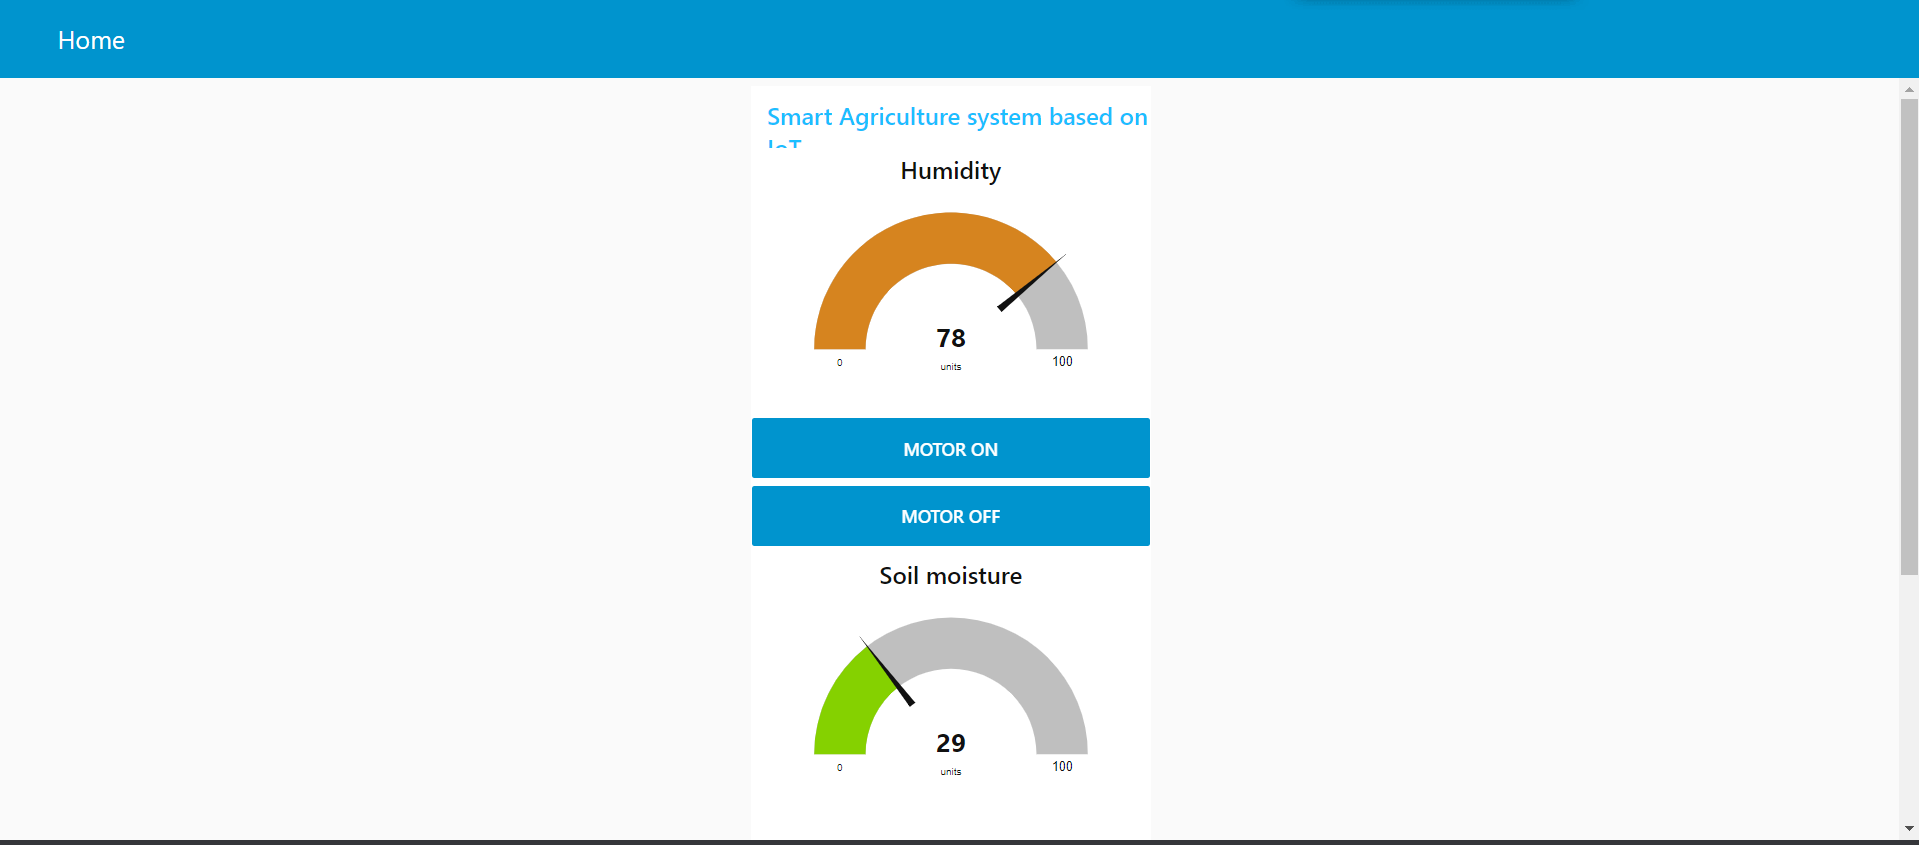 Home
Smart Agriculture system based on
IoT
Humidity
78
0
units
100
MOTOR ON
MOTOR OFF
Soil moisture
29
0
units
100